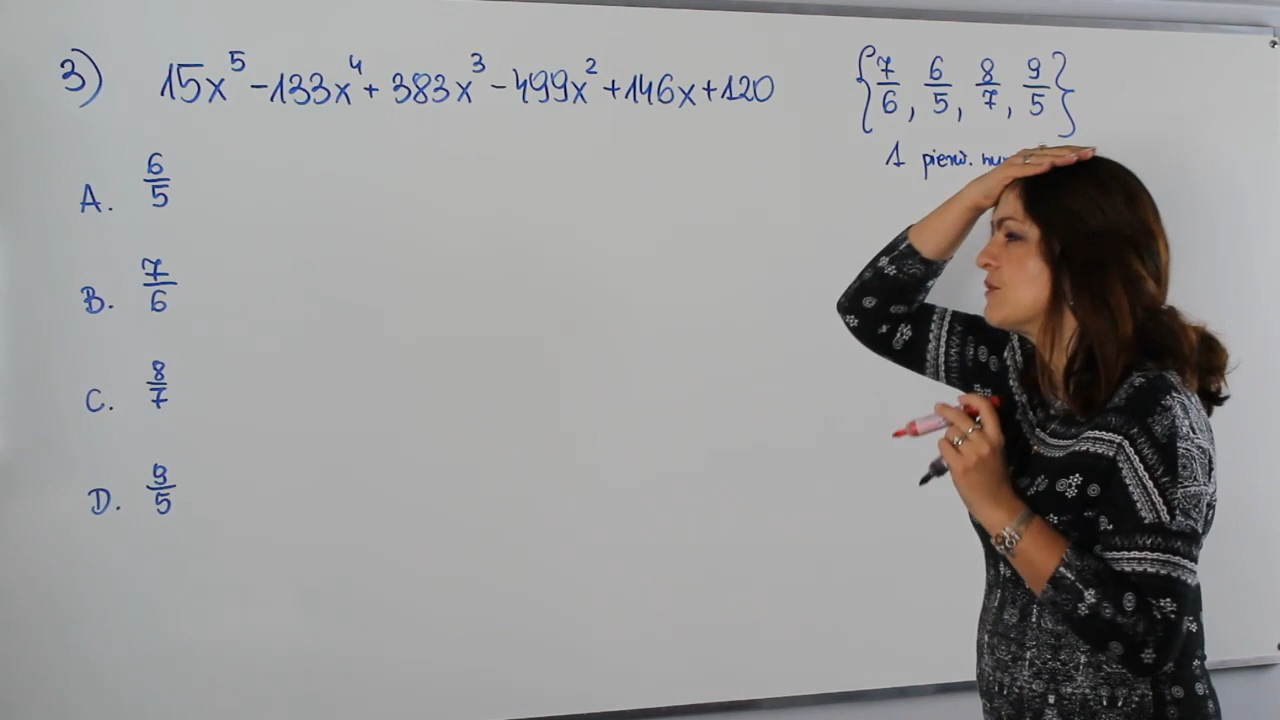 3) 15x⁵ - 133x⁴ + 383x³ - 499x² + 146x + 120
{7/6, 6/5, 8/7, 9/5}
1 pierw.
A. 6/5
B. 7/6
C. 8/7
D. 9/5